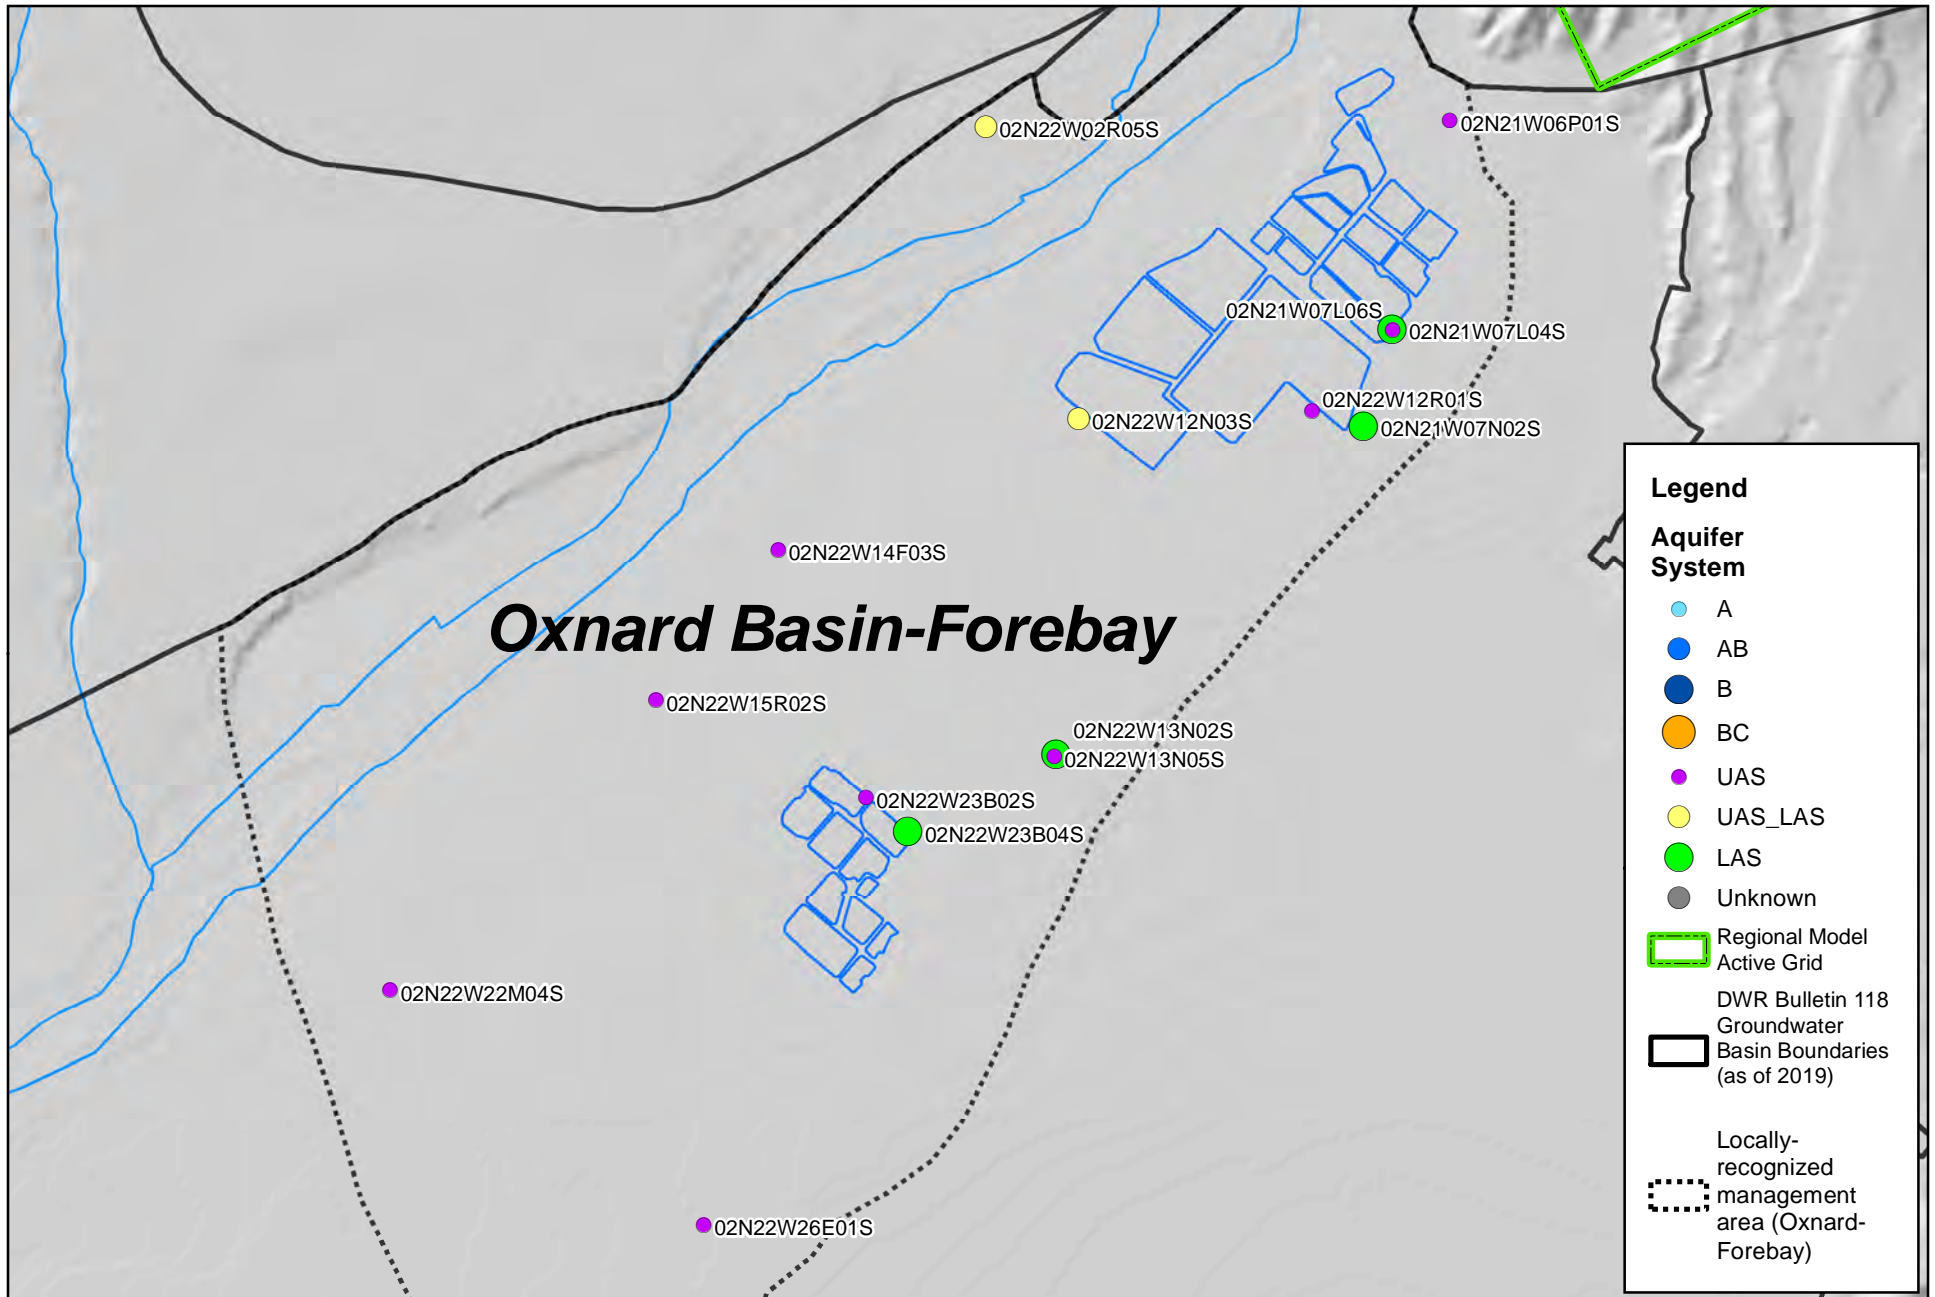 02N22W02R05S
02N21W06P01S
02N21W07L06S
02N21W07L04S
02N22W12R01S
02N22W12N03S
02N21W07N02S
02N22W14F03S
Oxnard Basin-Forebay
02N22W15R02S
02N22W13N02S
02N22W13N05S
02N22W23B02S
02N22W23B04S
02N22W22M04S
02N22W26E01S
Legend
Aquifer
System
A
AB
B
BC
UAS
UAS_LAS
LAS
Unknown
Regional Model
Active Grid
DWR Bulletin 118
Groundwater
Basin Boundaries
(as of 2019)
Locally-
recognized
management
area (Oxnard-
Forebay)